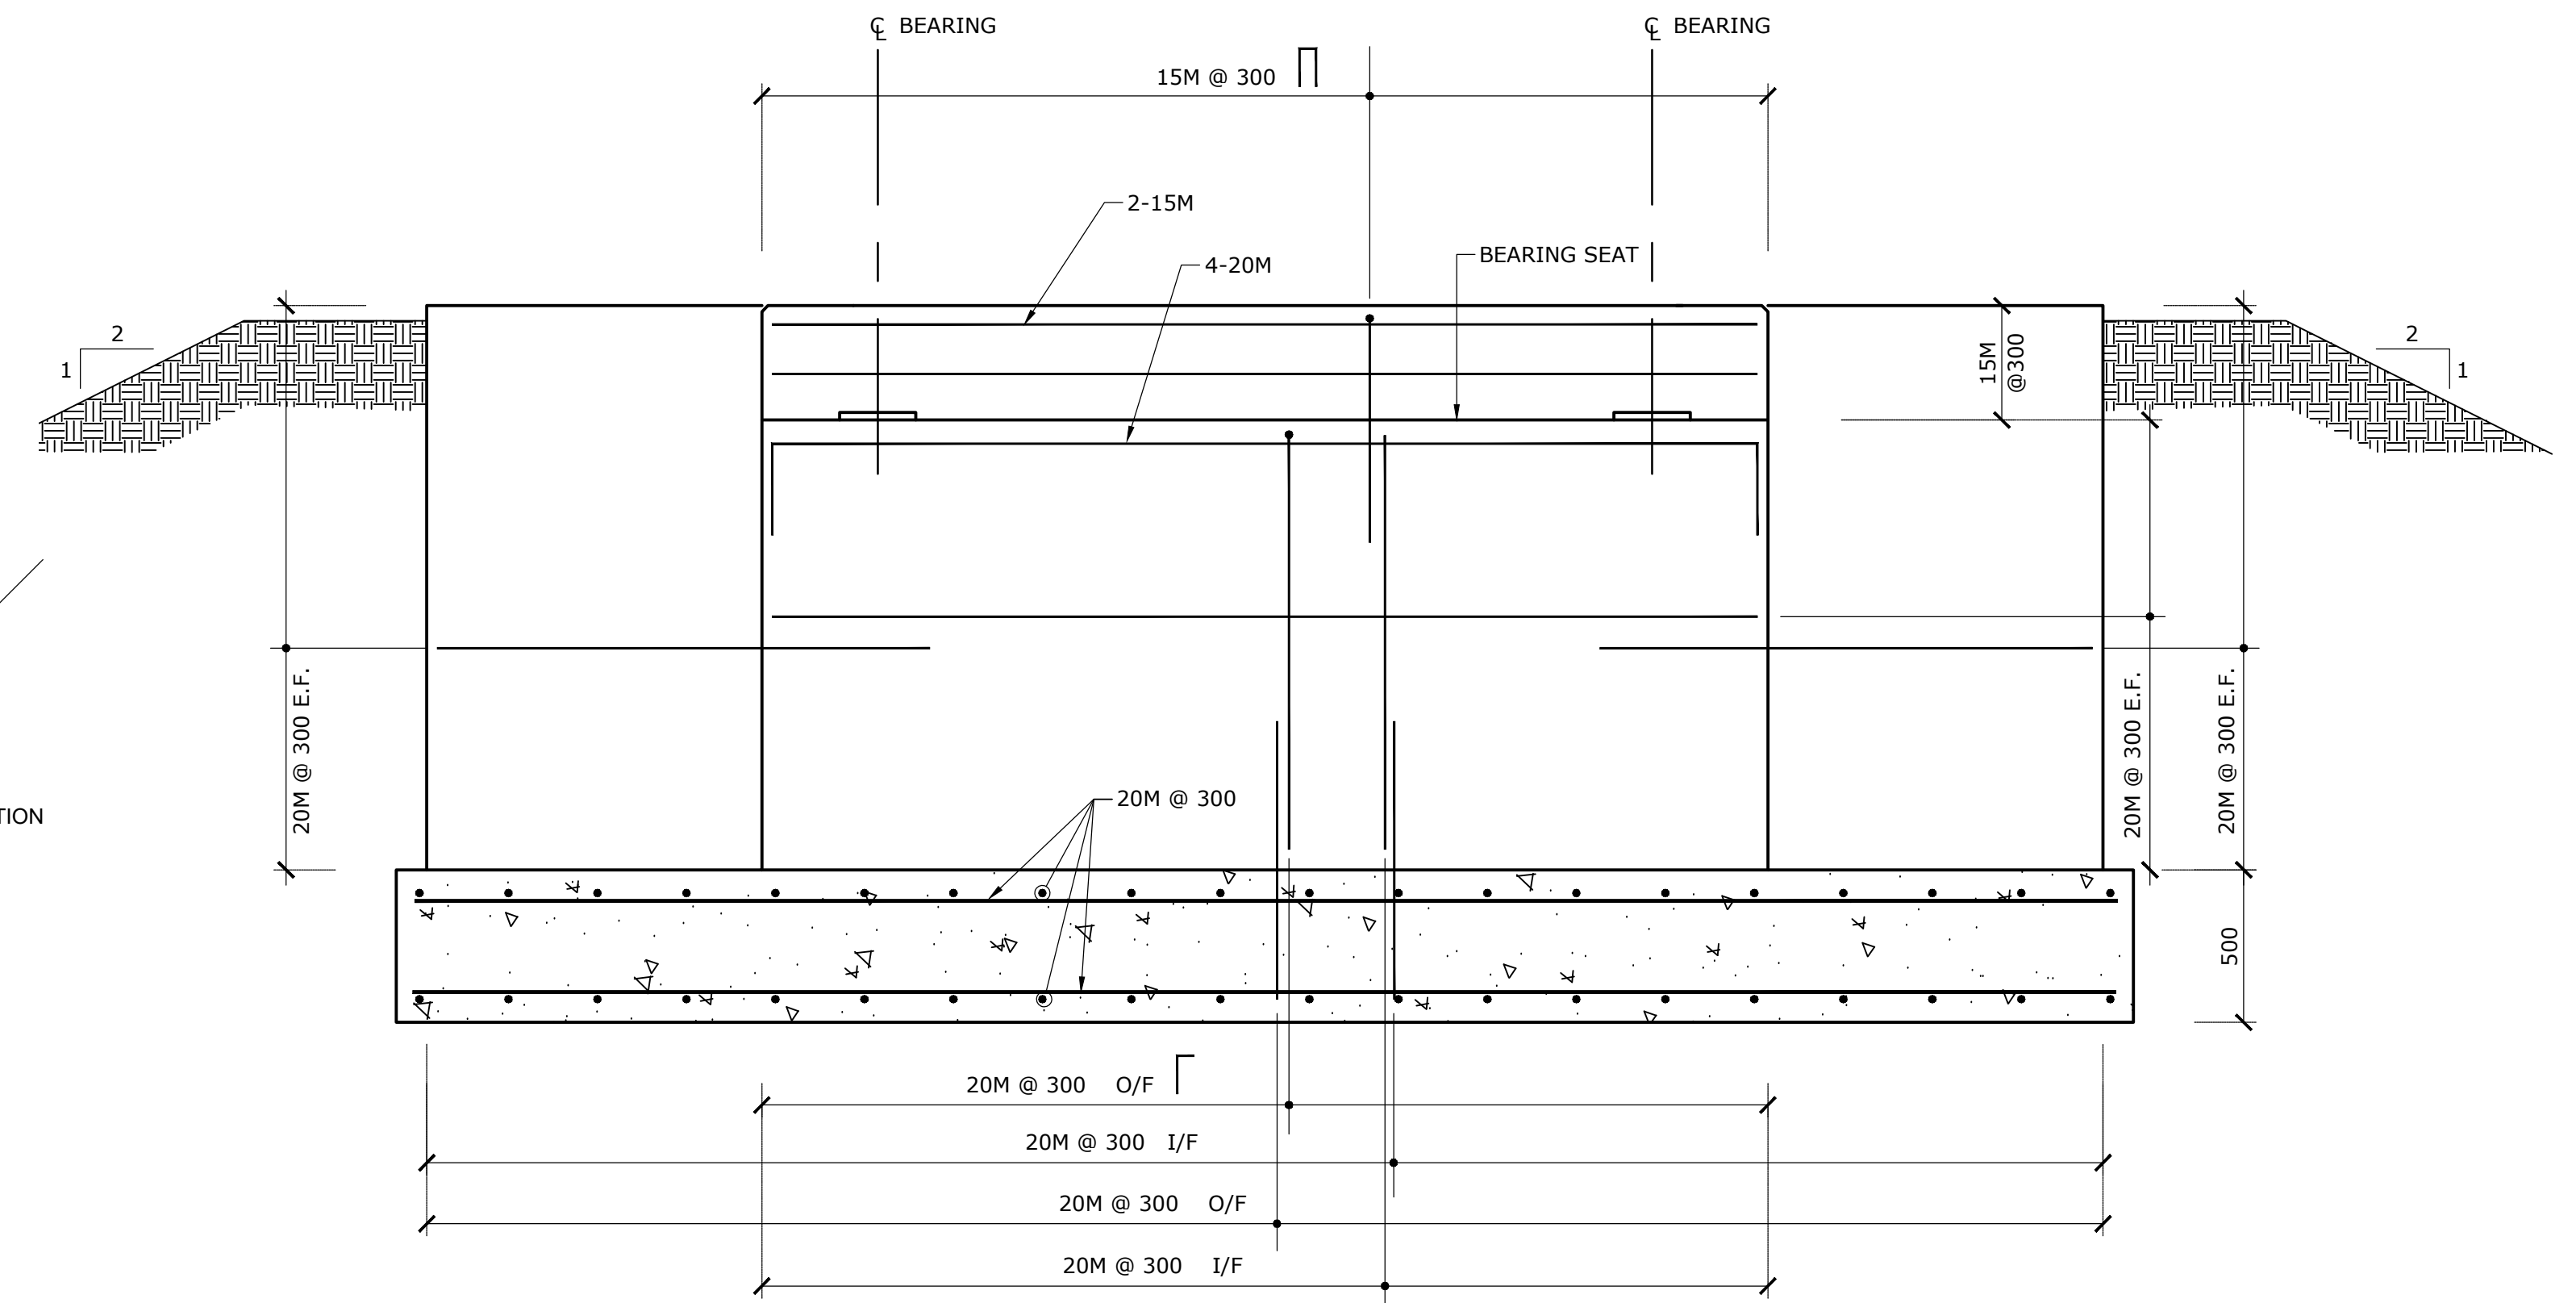 ℄ BEARING
℄ BEARING
15M @ 300
2-15M
4-20M
BEARING SEAT
2
1
15M
@300
2
1
20M @ 300 E.F.
20M @ 300 E.F.
20M @ 300 E.F.
20M @ 300
TION
500
20M @ 300 O/F
20M @ 300 I/F
20M @ 300 O/F
20M @ 300 I/F